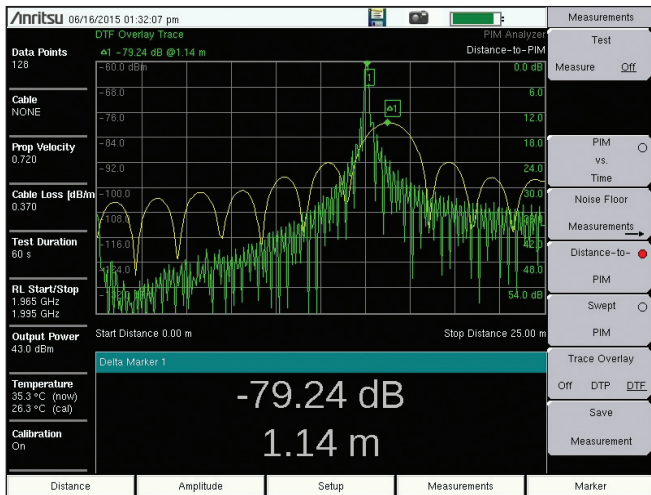 Anritsu 06/16/2015 01:32:07 pm
Measurements
DTF Overlay Trace
PIM Analyzer
△1 -79.24 dB @1.14 m
Distance-to-PIM
Data Points
128
Cable
NONE
Prop Velocity
0.720
Cable Loss [dB/m
0.370
Test Duration
60 s
RL Start/Stop
1.965 GHz
1.995 GHz
Output Power
43.0 dBm
Temperature
35.3 °C (now)
26.3 °C (cal)
Calibration
On
-60.0 dBm
-68.0
-76.0
-84.0
-92.0
-100.0
-108.0
-116.0
-124.0
0.0 dB
6.0
12.0
18.0
24.0
30.0
42.0
48.0
54.0 dB
1
△1
Start Distance 0.00 m
Stop Distance 25.00 m
Delta Marker 1
-79.24 dB
1.14 m
Test
Measure Off
PIM
vs.
Time
Noise Floor
Measurements
Distance-to-
PIM
Swept
PIM
Trace Overlay
Off DTP DTF
Save
Measurement
Distance
Amplitude
Setup
Measurements
Marker